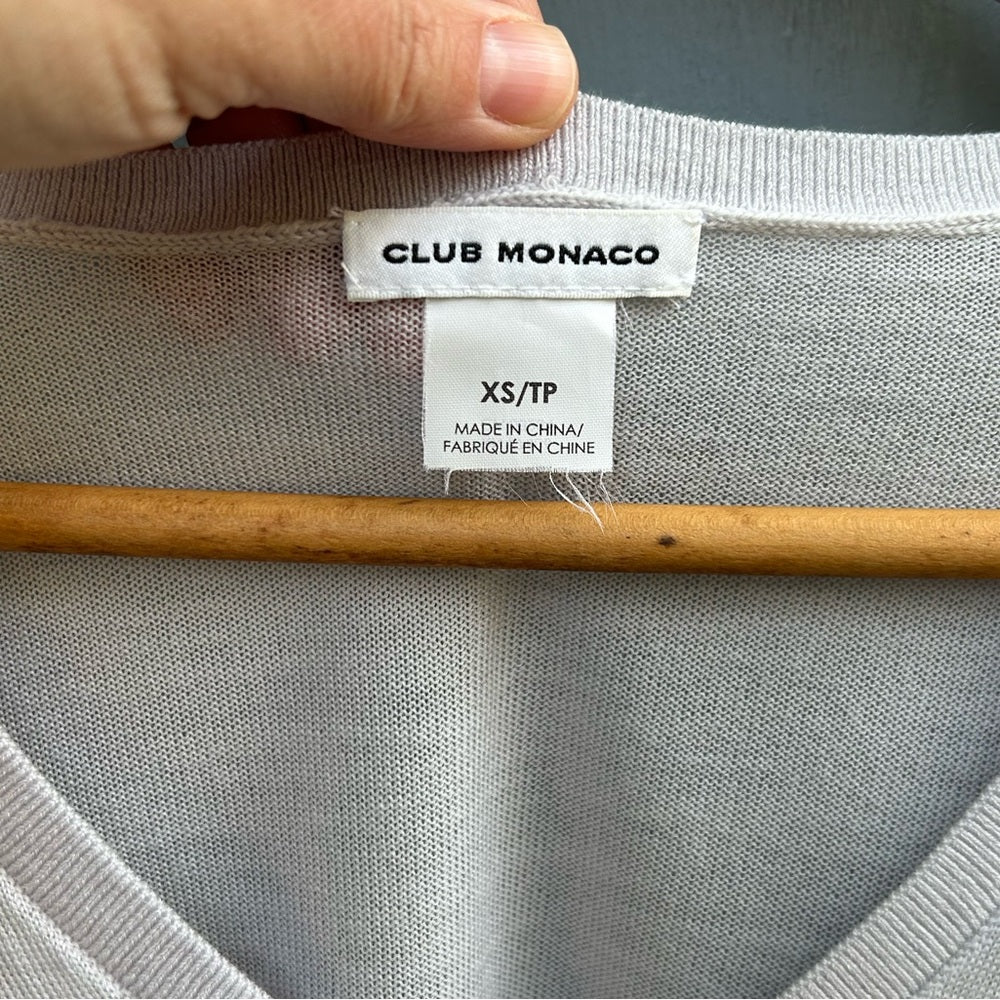 CLUB MONACO
XS/TP
MADE IN CHINA/
FABRIQUÉ EN CHINE